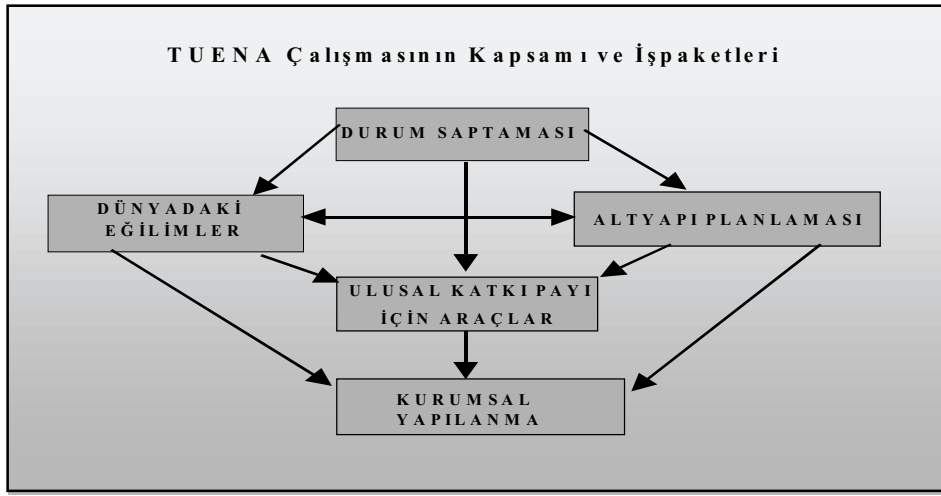 TUENA Çalışmasının Kapsamı ve İşpaketleri
DURUM SAPTAMASI
DÜNYADAKİ
EĞİLİMLER
ALTYAPI PLANLAMASI
ULUSAL KATKI PAYI
İÇİN ARAÇLAR
KURUMSAL
YAPILANMA